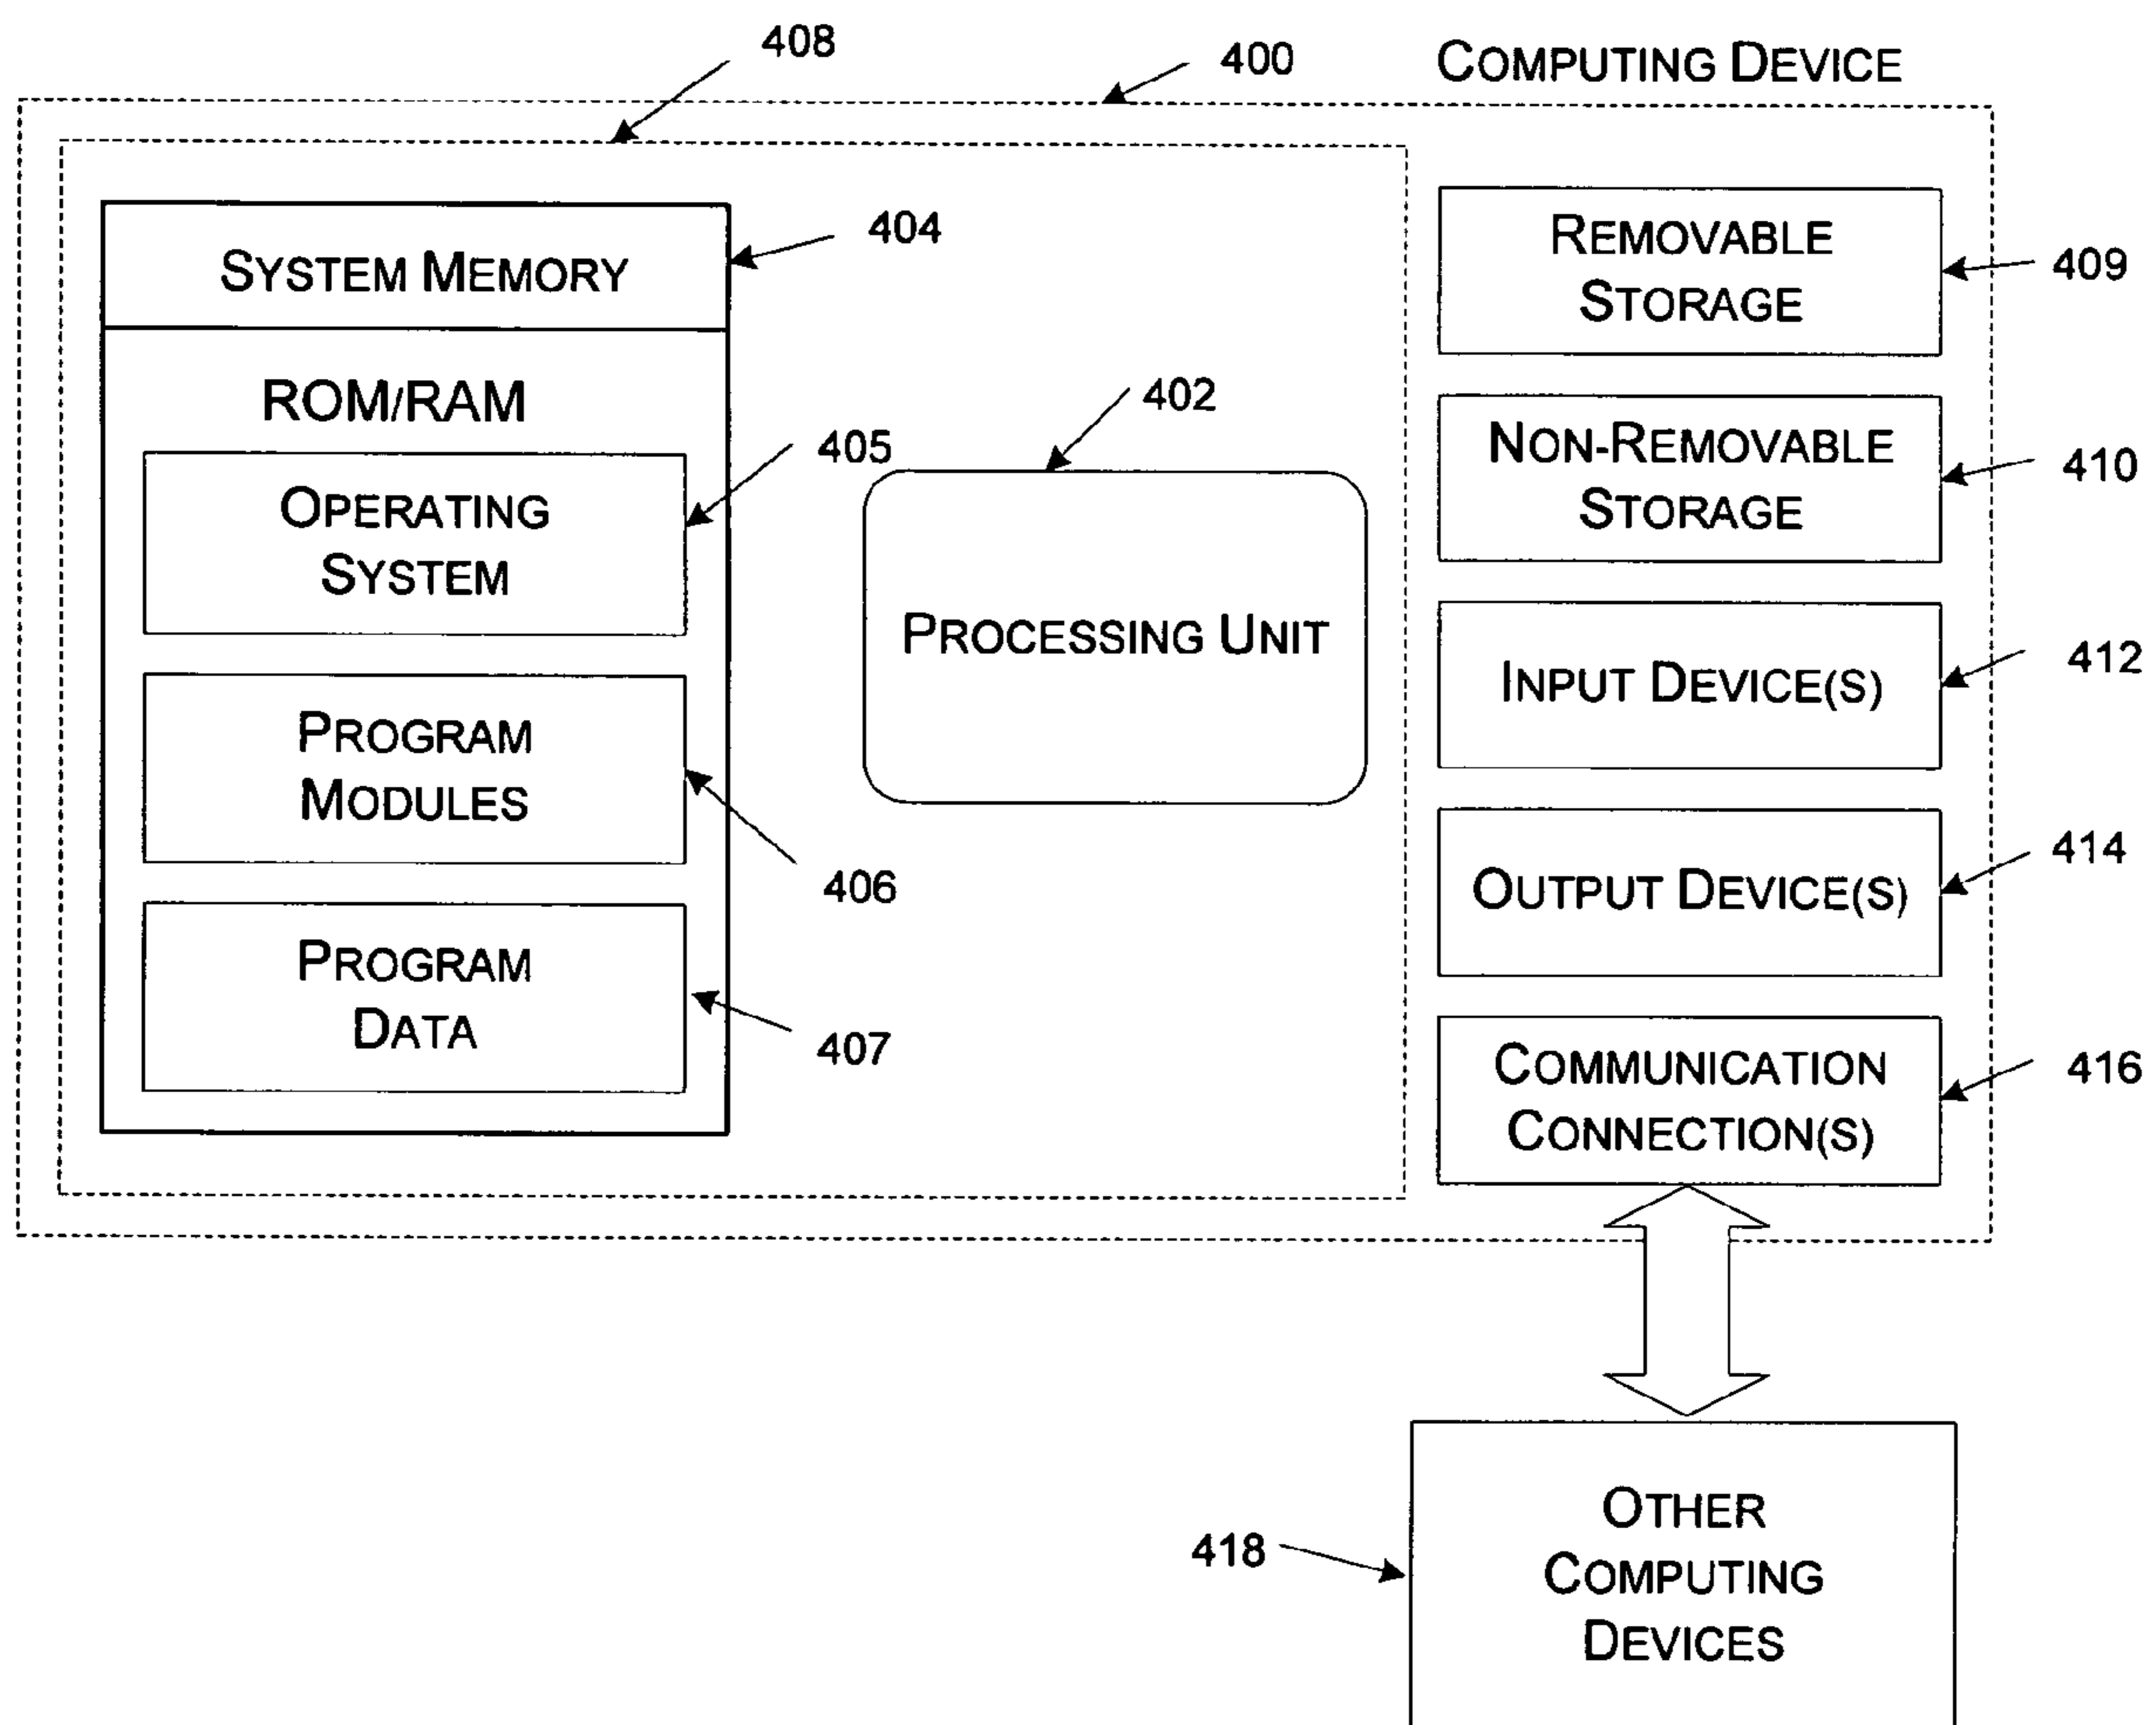 408
400
COMPUTING DEVICE
SYSTEM MEMORY
404
ROM/RAM
OPERATING
SYSTEM
405
PROGRAM
MODULES
406
PROGRAM
DATA
407
402
PROCESSING UNIT
REMOVABLE
STORAGE
409
NON-REMOVABLE
STORAGE
410
INPUT DEVICE(S)
412
OUTPUT DEVICE(S)
414
COMMUNICATION
CONNECTION(S)
416
418
OTHER
COMPUTING
DEVICES